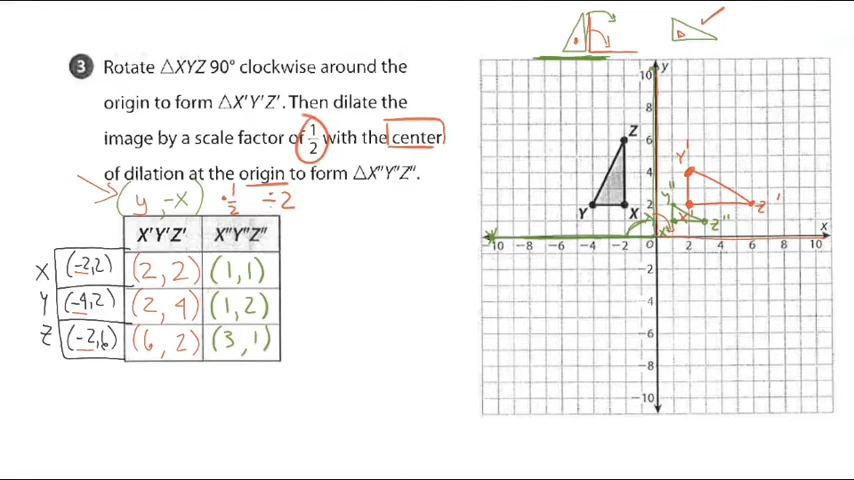 3 Rotate △XYZ 90° clockwise around the
origin to form △X'Y'Z'. Then dilate the
image by a scale factor of 1/2 with the center
of dilation at the origin to form △X"Y"Z".
(y, -x) · 1/2 ÷2
X'Y'Z' X"Y"Z"
X (-2,2) (2, 2) (1,1)
Y (-4,2) (2, 4) (1,2)
Z (-2,6) (6, 2) (3,1)
10 y
8
Z 6
4 Y'
Y X 2 X' Z' Y" X" Z"
-10 -8 -6 -4 -2 0 2 4 6 8 10 x
-2
-4
-6
-8
-10